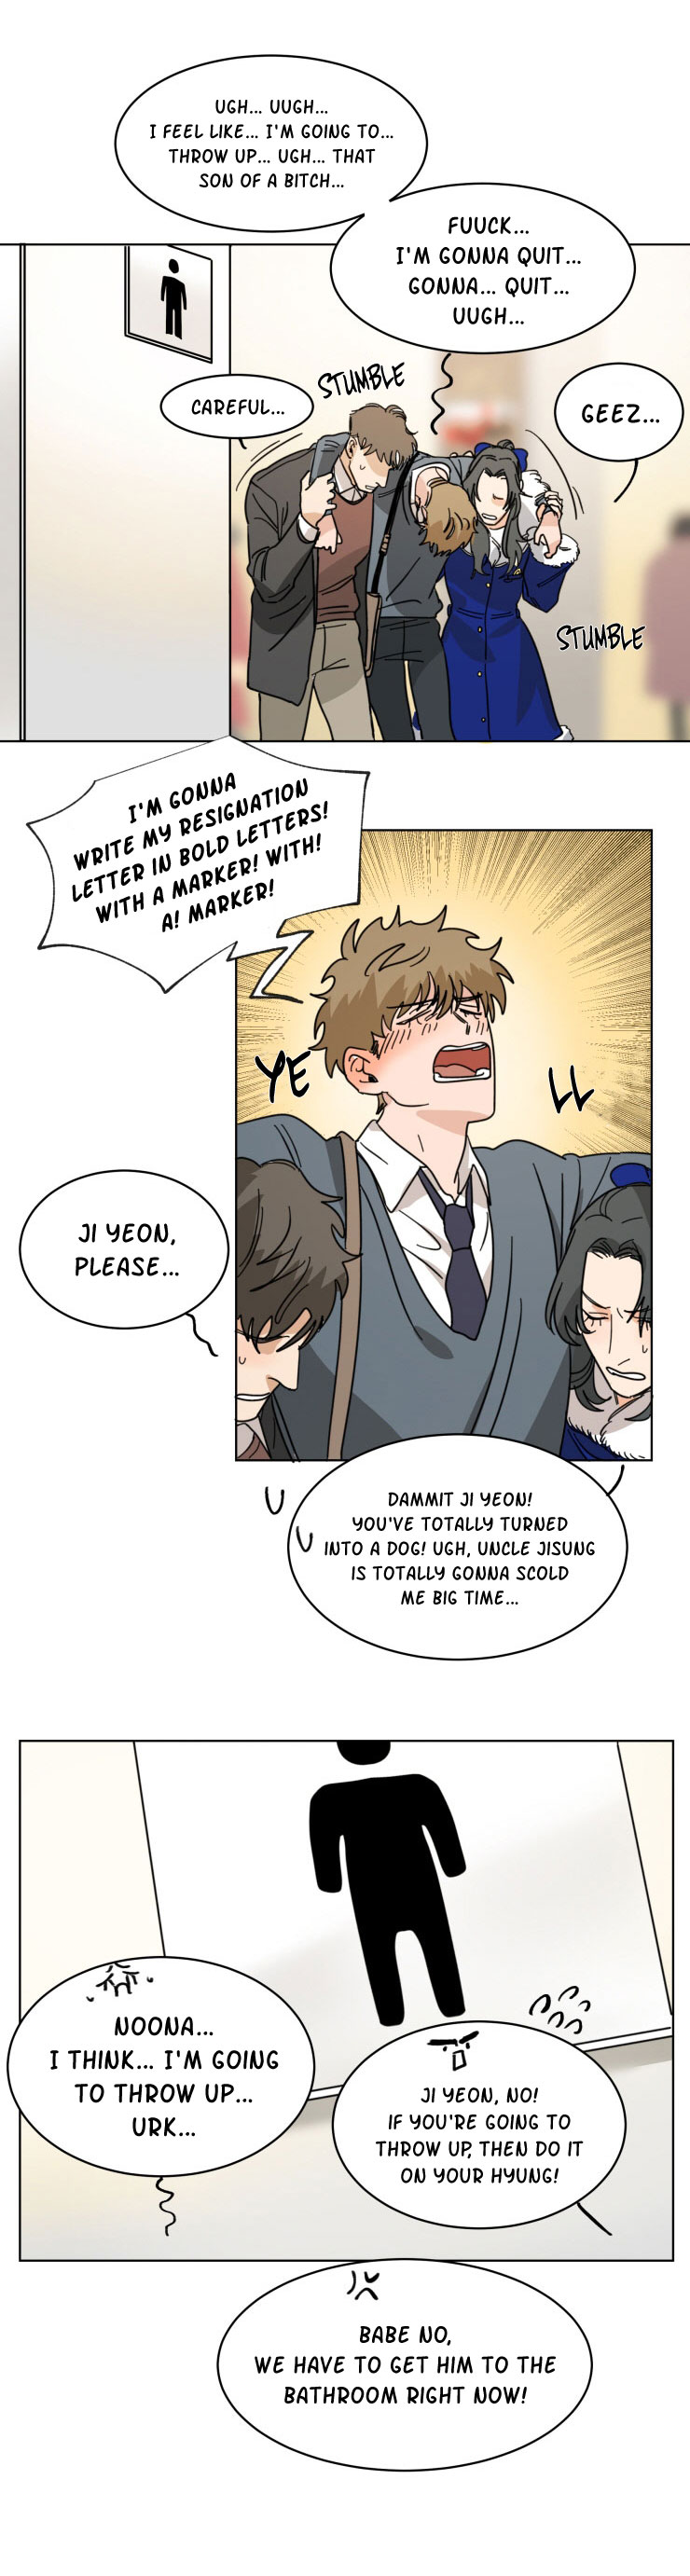 UGH... UUGH...
I FEEL LIKE... I'M GOING TO...
THROW UP... UGH... THAT
SON OF A BITCH...
FUUCK...
I'M GONNA QUIT...
GONNA... QUIT...
UUGH...
CAREFUL...
STUMBLE
GEEZ...
STUMBLE
I'M GONNA
WRITE MY RESIGNATION
LETTER IN BOLD LETTERS!
WITH A MARKER! WITH!
A! MARKER!
YE
LL
JI YEON,
PLEASE...
DAMMIT JI YEON!
YOU'VE TOTALLY TURNED
INTO A DOG! UGH, UNCLE JISUNG
IS TOTALLY GONNA SCOLD
ME BIG TIME...
NOONA...
I THINK... I'M GOING
TO THROW UP...
URK...
JI YEON, NO!
IF YOU'RE GOING TO
THROW UP, THEN DO IT
ON YOUR HYUNG!
BABE NO,
WE HAVE TO GET HIM TO THE
BATHROOM RIGHT NOW!